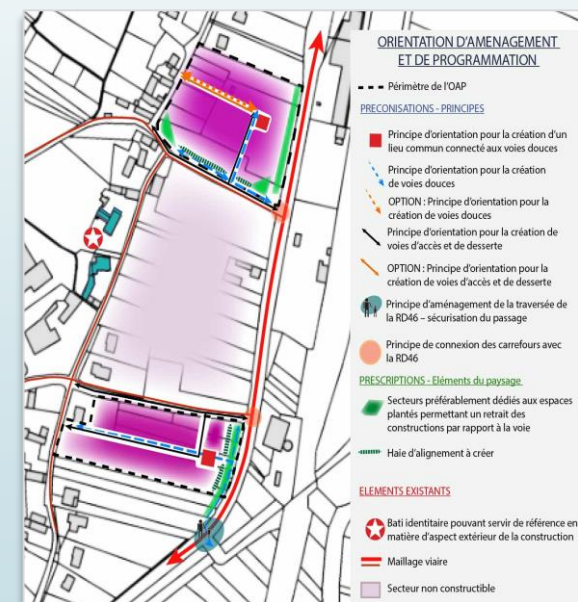 ORIENTATION D'AMENAGEMENT
ET DE PROGRAMMATION
Périmètre de l'OAP
PRECONISATIONS - PRINCIPES
Principe d'orientation pour la création d'un
lieu commun connecté aux voies douces
Principe d'orientation pour la création
de voies douces
OPTION : Principe d'orientation pour la
création de voies douces
Principe d'orientation pour la création de
voies d'accès et de desserte
OPTION : Principe d'orientation pour la
création de voies d'accès et de desserte
Principe d'aménagement de la traversée de
la RD46 – sécurisation du passage
Principe de connexion des carrefours avec
la RD46
PRESCRIPTIONS - Eléments du paysage
Secteurs préférablement dédiés aux espaces
plantés permettant un retrait des
constructions par rapport à la voie
Haie d'alignement à créer
ELEMENTS EXISTANTS
Bati identitaire pouvant servir de référence en
matière d'aspect extérieur de la construction
Maillage viaire
Secteur non constructible